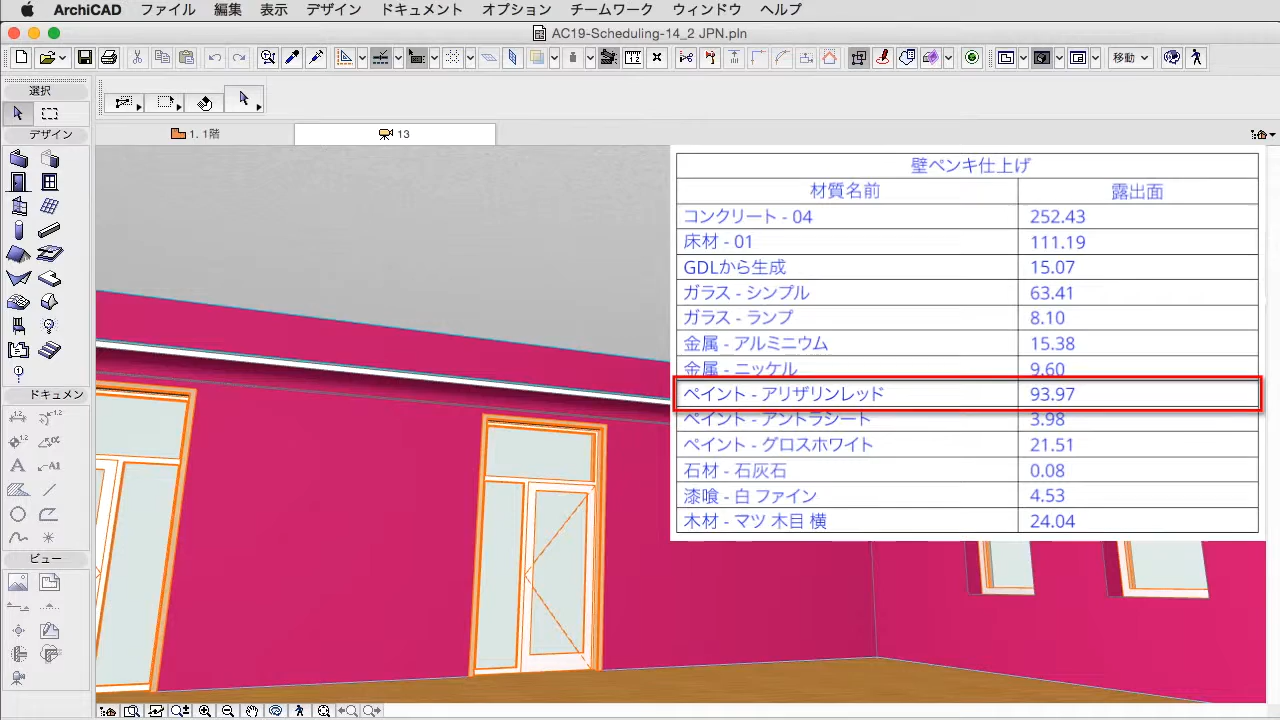 ArchiCAD ファイル 編集 表示 デザイン ドキュメント オプション チームワーク ウィンドウ ヘルプ
AC19-Scheduling-14_2 JPN.pln
移動
選択
デザイン
1. 1階
13
壁ペンキ仕上げ
材質名前 露出面
コンクリート - 04 252.43
床材 - 01 111.19
GDLから生成 15.07
ガラス - シンプル 63.41
ガラス - ランプ 8.10
金属 - アルミニウム 15.38
金属 - ニッケル 9.60
ペイント - アリザリンレッド 93.97
ペイント - アントラシート 3.98
ペイント - グロスホワイト 21.51
石材 - 石灰石 0.08
漆喰 - 白 ファイン 4.53
木材 - マツ 木目 横 24.04
ドキュメント
A A1
ビュー